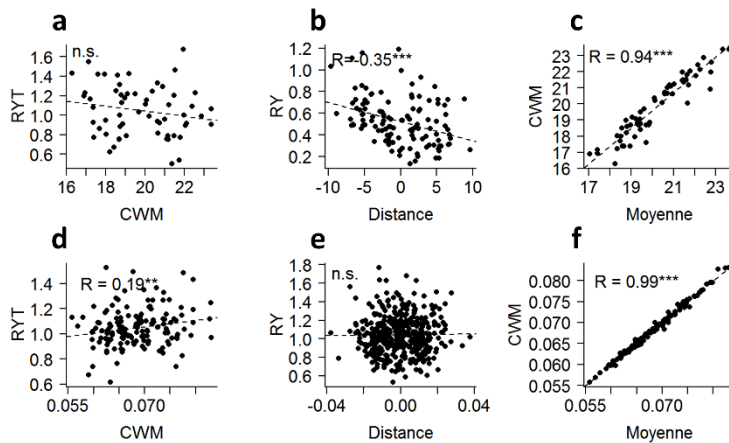 a
n.s.
1.6
1.4
1.2
1.0
0.8
0.6
RYT
16 18 20 22
CWM
b
R=-0.35***
1.2
1.0
0.8
0.6
0.4
0.2
RY
-10 -5 0 5 10
Distance
c
R = 0.94***
23
22
21
20
19
18
17
16
CWM
17 19 21 23
Moyenne
d
R = 0.19**
1.6
1.4
1.2
1.0
0.8
0.6
RYT
0.055 0.070
CWM
e
n.s.
1.8
1.6
1.4
1.2
1.0
0.8
0.6
RY
-0.04 0.00 0.04
Distance
f
R = 0.99***
0.080
0.075
0.070
0.065
0.060
0.055
CWM
0.055 0.070
Moyenne